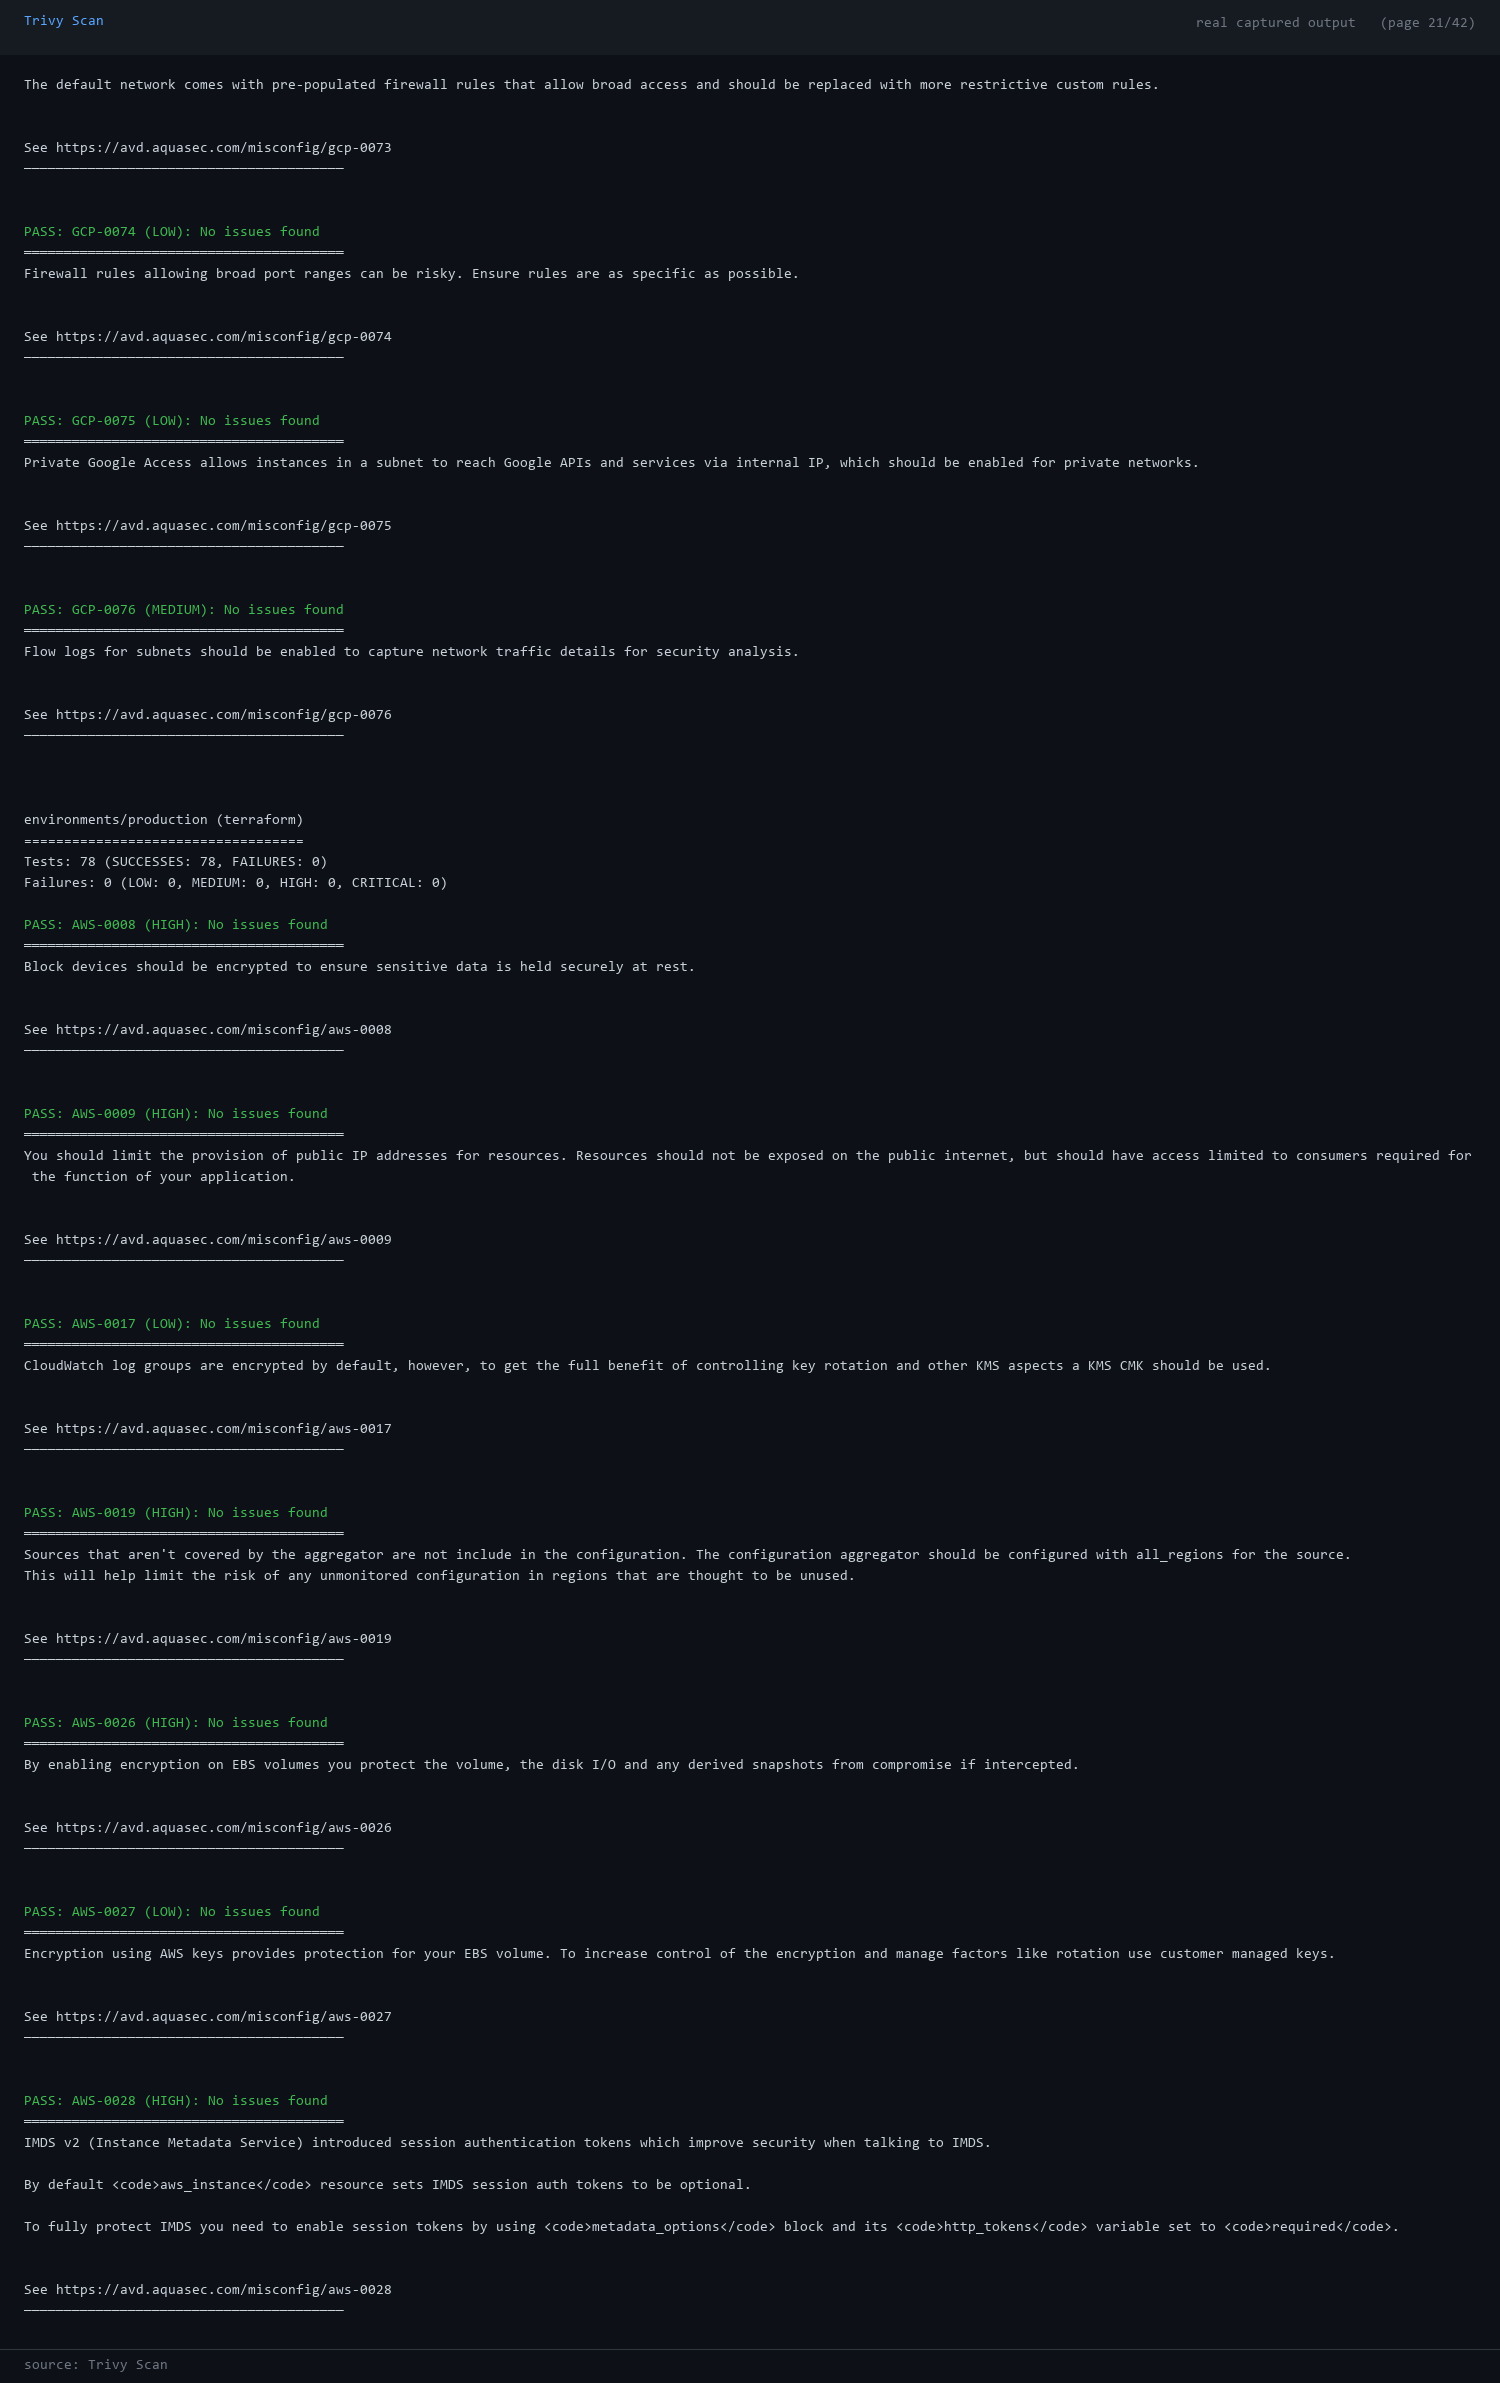 Trivy Scan
real captured output (page 21/42)
The default network comes with pre-populated firewall rules that allow broad access and should be replaced with more restrictive custom rules.
See https://avd.aquasec.com/misconfig/gcp-0073
────────────────────────────────────────
PASS: GCP-0074 (LOW): No issues found
════════════════════════════════════════
Firewall rules allowing broad port ranges can be risky. Ensure rules are as specific as possible.
See https://avd.aquasec.com/misconfig/gcp-0074
────────────────────────────────────────
PASS: GCP-0075 (LOW): No issues found
════════════════════════════════════════
Private Google Access allows instances in a subnet to reach Google APIs and services via internal IP, which should be enabled for private networks.
See https://avd.aquasec.com/misconfig/gcp-0075
────────────────────────────────────────
PASS: GCP-0076 (MEDIUM): No issues found
════════════════════════════════════════
Flow logs for subnets should be enabled to capture network traffic details for security analysis.
See https://avd.aquasec.com/misconfig/gcp-0076
────────────────────────────────────────
environments/production (terraform)
===================================
Tests: 78 (SUCCESSES: 78, FAILURES: 0)
Failures: 0 (LOW: 0, MEDIUM: 0, HIGH: 0, CRITICAL: 0)
PASS: AWS-0008 (HIGH): No issues found
════════════════════════════════════════
Block devices should be encrypted to ensure sensitive data is held securely at rest.
See https://avd.aquasec.com/misconfig/aws-0008
────────────────────────────────────────
PASS: AWS-0009 (HIGH): No issues found
════════════════════════════════════════
You should limit the provision of public IP addresses for resources. Resources should not be exposed on the public internet, but should have access limited to consumers required for
the function of your application.
See https://avd.aquasec.com/misconfig/aws-0009
────────────────────────────────────────
PASS: AWS-0017 (LOW): No issues found
════════════════════════════════════════
CloudWatch log groups are encrypted by default, however, to get the full benefit of controlling key rotation and other KMS aspects a KMS CMK should be used.
See https://avd.aquasec.com/misconfig/aws-0017
────────────────────────────────────────
PASS: AWS-0019 (HIGH): No issues found
════════════════════════════════════════
Sources that aren't covered by the aggregator are not include in the configuration. The configuration aggregator should be configured with all_regions for the source.
This will help limit the risk of any unmonitored configuration in regions that are thought to be unused.
See https://avd.aquasec.com/misconfig/aws-0019
────────────────────────────────────────
PASS: AWS-0026 (HIGH): No issues found
════════════════════════════════════════
By enabling encryption on EBS volumes you protect the volume, the disk I/O and any derived snapshots from compromise if intercepted.
See https://avd.aquasec.com/misconfig/aws-0026
────────────────────────────────────────
PASS: AWS-0027 (LOW): No issues found
════════════════════════════════════════
Encryption using AWS keys provides protection for your EBS volume. To increase control of the encryption and manage factors like rotation use customer managed keys.
See https://avd.aquasec.com/misconfig/aws-0027
────────────────────────────────────────
PASS: AWS-0028 (HIGH): No issues found
════════════════════════════════════════
IMDS v2 (Instance Metadata Service) introduced session authentication tokens which improve security when talking to IMDS.
By default <code>aws_instance</code> resource sets IMDS session auth tokens to be optional.
To fully protect IMDS you need to enable session tokens by using <code>metadata_options</code> block and its <code>http_tokens</code> variable set to <code>required</code>.
See https://avd.aquasec.com/misconfig/aws-0028
────────────────────────────────────────
source: Trivy Scan